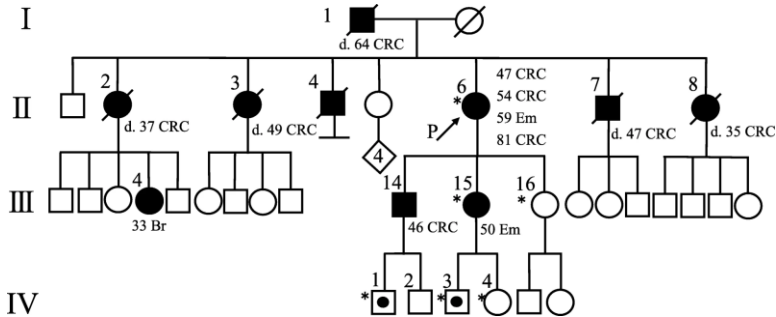 I 1
d. 64 CRC
II 2 3 4 6 7 8
* 47 CRC
54 CRC
59 Em
81 CRC
P
d. 37 CRC d. 49 CRC d. 47 CRC d. 35 CRC
4
III 4 14 15 16
* *
33 Br 46 CRC 50 Em
IV 1 2 3 4
* * *